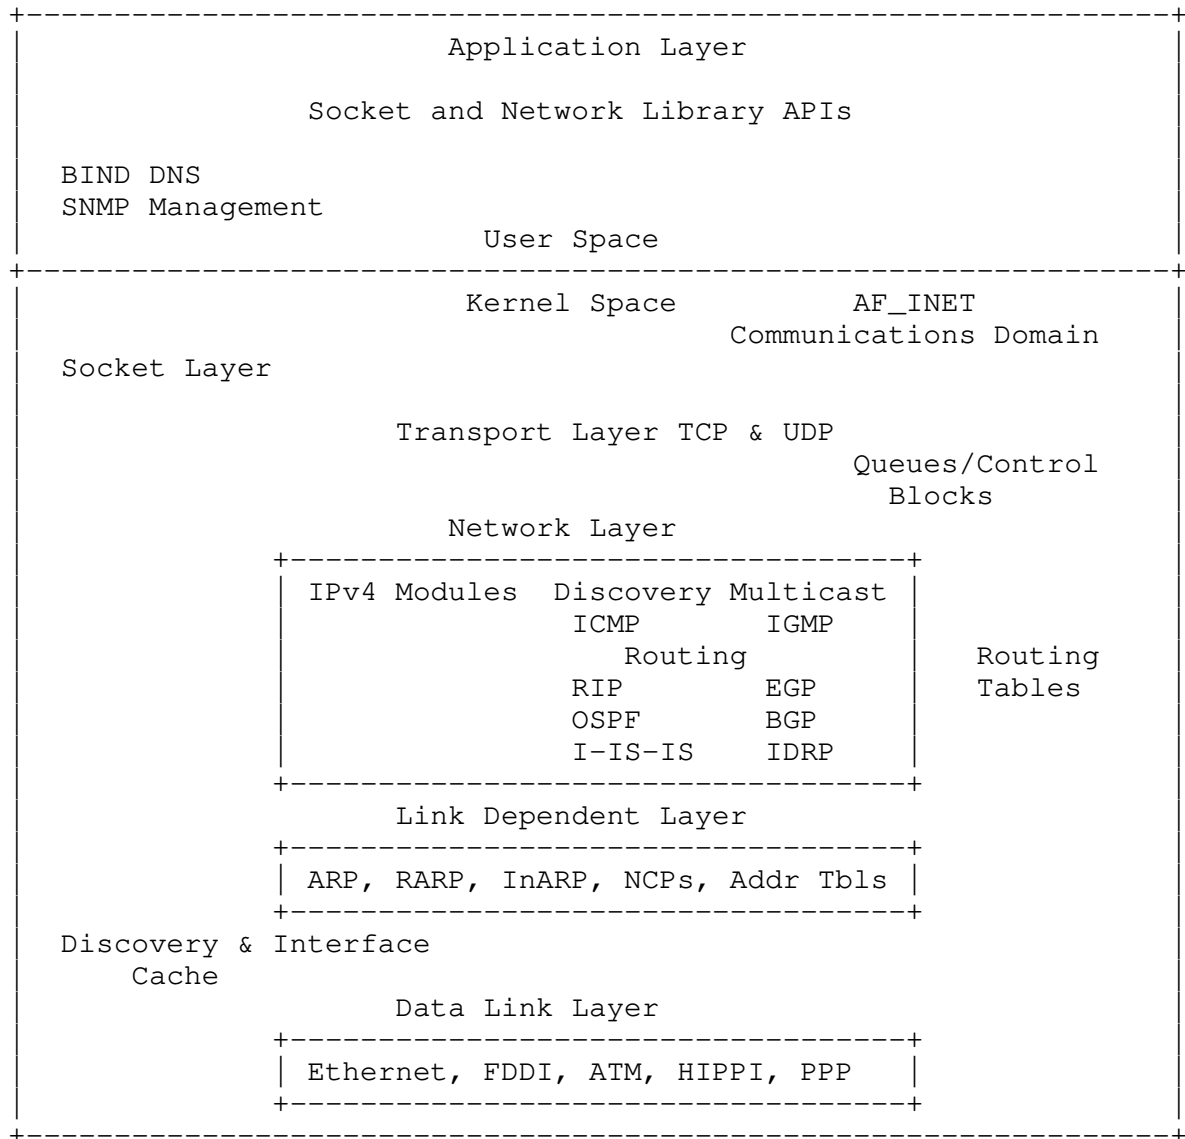 Application Layer
Socket and Network Library APIs
BIND DNS
SNMP Management
User Space
Kernel Space AF_INET
Communications Domain
Socket Layer
Transport Layer TCP & UDP
Queues/Control
Blocks
Network Layer
IPv4 Modules Discovery Multicast
ICMP IGMP
Routing Routing
RIP EGP Tables
OSPF BGP
I-IS-IS IDRP
Link Dependent Layer
ARP, RARP, InARP, NCPs, Addr Tbls
Discovery & Interface
Cache
Data Link Layer
Ethernet, FDDI, ATM, HIPPI, PPP